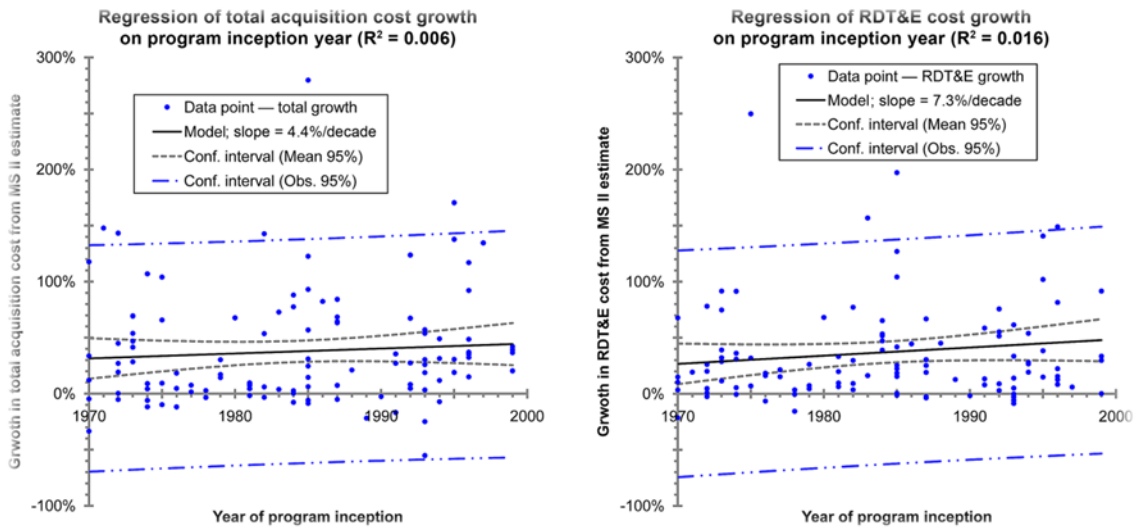 Regression of total acquisition cost growth
on program inception year (R² = 0.006)
Grwoth in total acquisition cost from MS II estimate
300%
200%
100%
0%
-100%
Data point — total growth
Model; slope = 4.4%/decade
Conf. interval (Mean 95%)
Conf. interval (Obs. 95%)
1970
1980
1990
2000
Year of program inception
Regression of RDT&E cost growth
on program inception year (R² = 0.016)
Grwoth in RDT&E cost from MS II estimate
300%
200%
100%
0%
-100%
Data point — RDT&E growth
Model; slope = 7.3%/decade
Conf. interval (Mean 95%)
Conf. interval (Obs. 95%)
1970
1980
1990
2000
Year of program inception